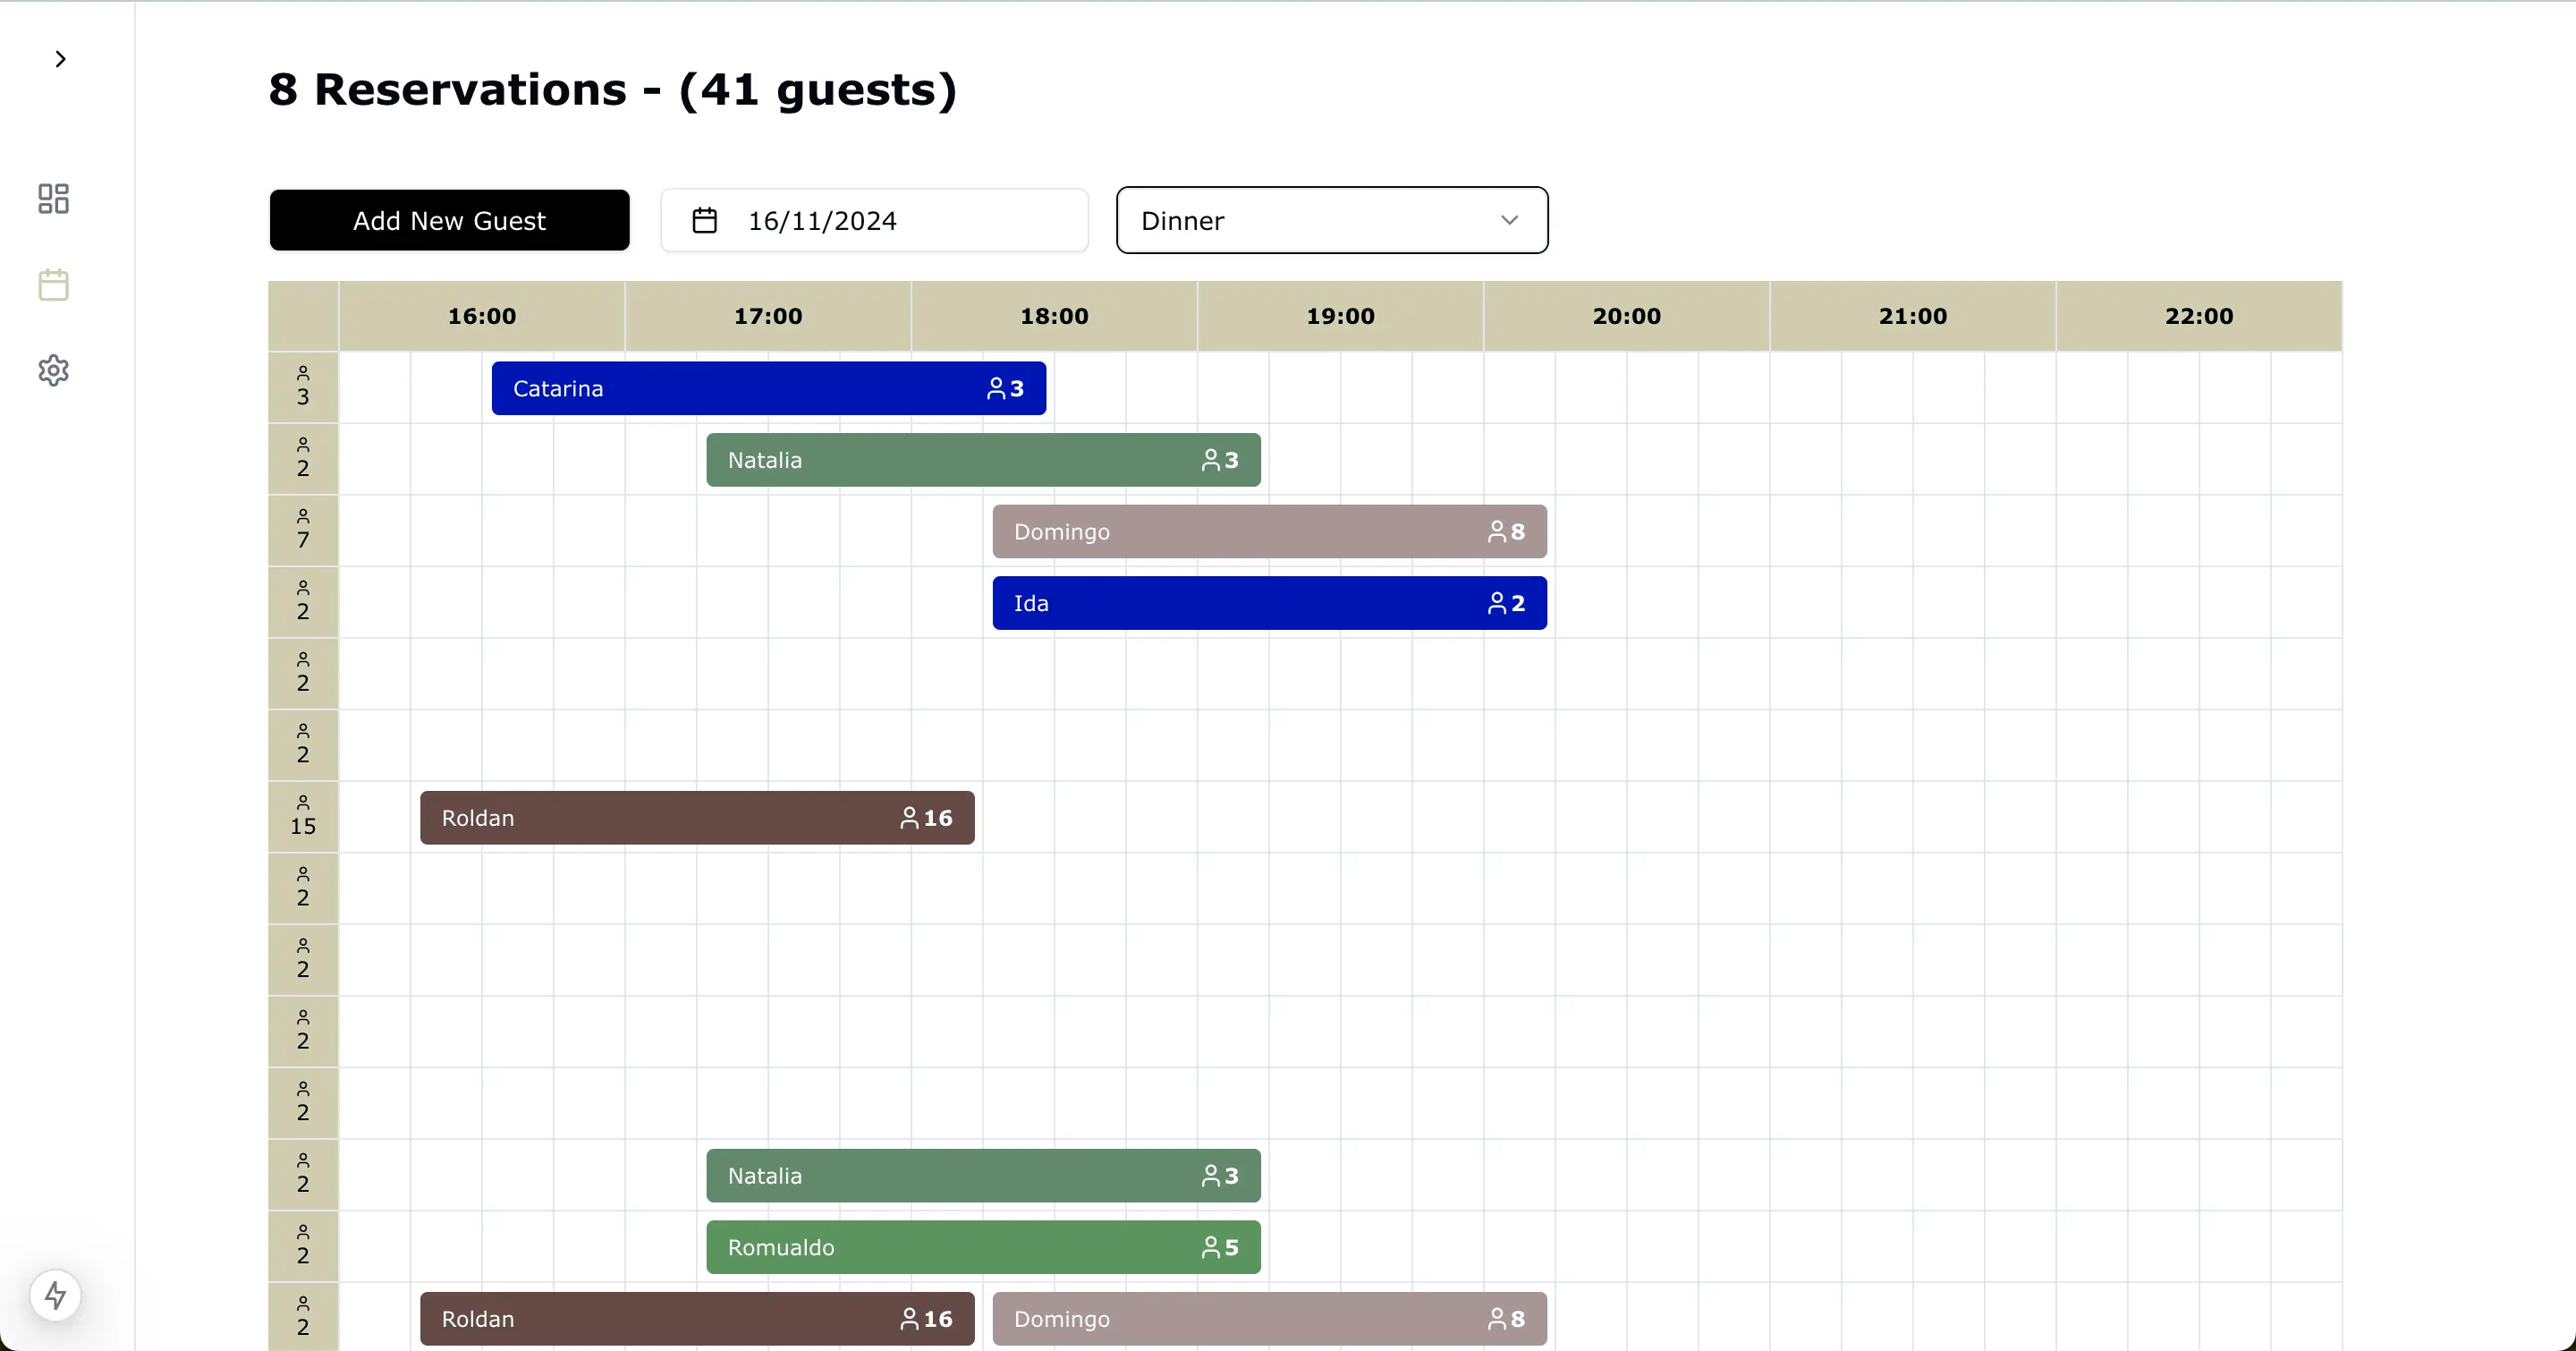 8 Reservations - (41 guests)
Add New Guest
16/11/2024
Dinner
16:00 17:00 18:00 19:00 20:00 21:00 22:00
3 Catarina 3
2 Natalia 3
7 Domingo 8
2 Ida 2
2
2
15 Roldan 16
2
2
2
2
2 Natalia 3
2 Romualdo 5
2 Roldan 16 Domingo 8